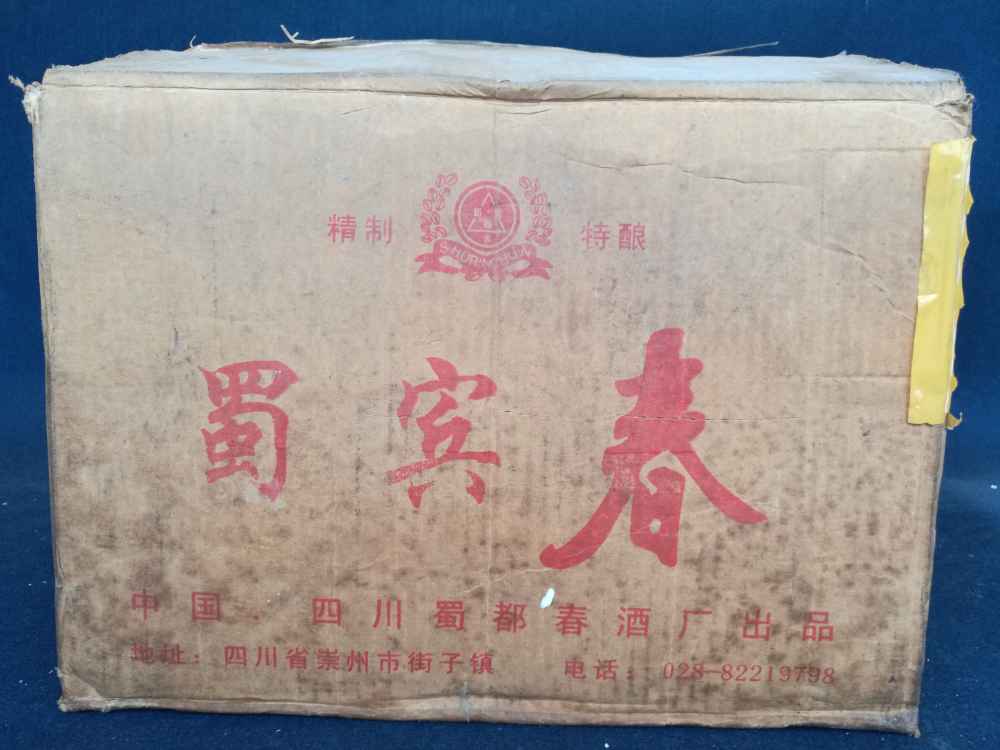 精制 特酿
SHUBINCHUN
蜀宾春
中国.四川蜀都春酒厂出品
地址:四川省崇州市街子镇 电话:028-82219798